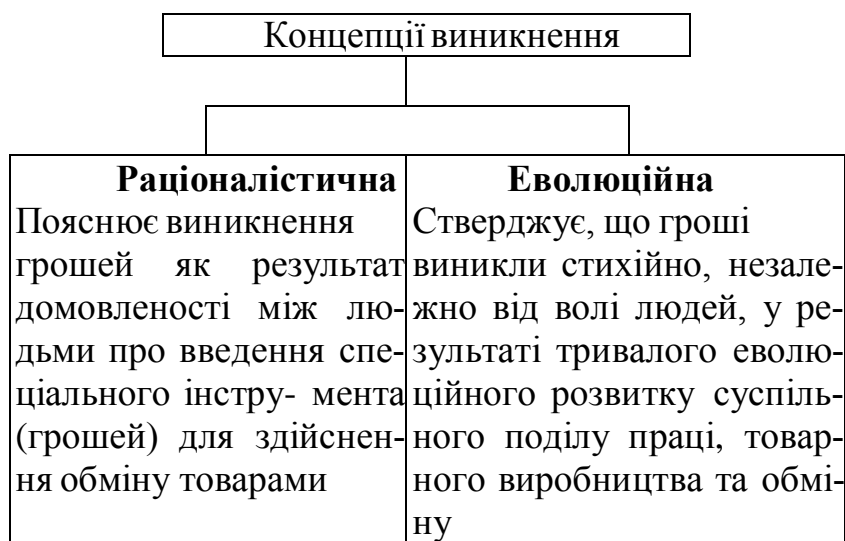 Концепції виникнення
Раціоналістична
Пояснює виникнення
грошей як результат
домовленості між лю-
дьми про введення спе-
ціального інстру- мента
(грошей) для здійснен-
ня обміну товарами
Еволюційна
Стверджує, що гроші
виникли стихійно, незале-
жно від волі людей, у ре-
зультаті тривалого еволю-
ційного розвитку суспіль-
ного поділу праці, товар-
ного виробництва та обмі-
ну